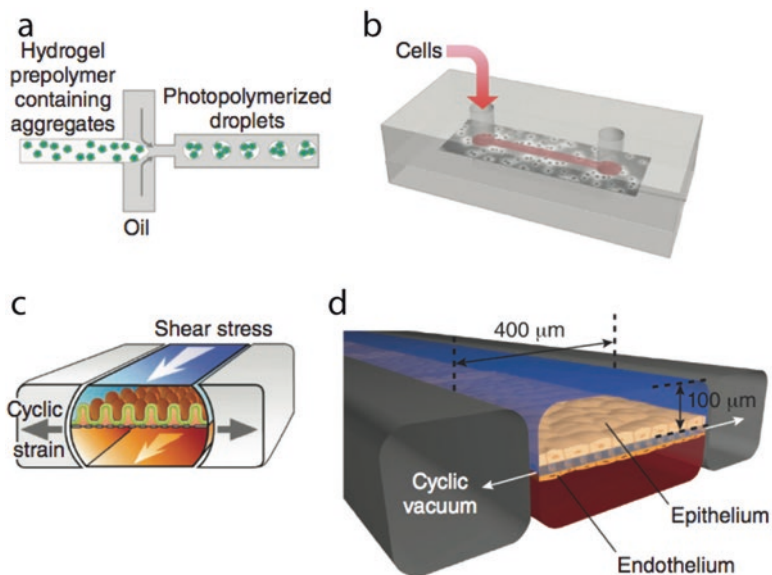 a
Hydrogel
prepolymer
containing
aggregates
Photopolymerized
droplets
Oil
b
Cells
c
Shear stress
Cyclic
strain
d
400 μm
100 μm
Cyclic
vacuum
Epithelium
Endothelium